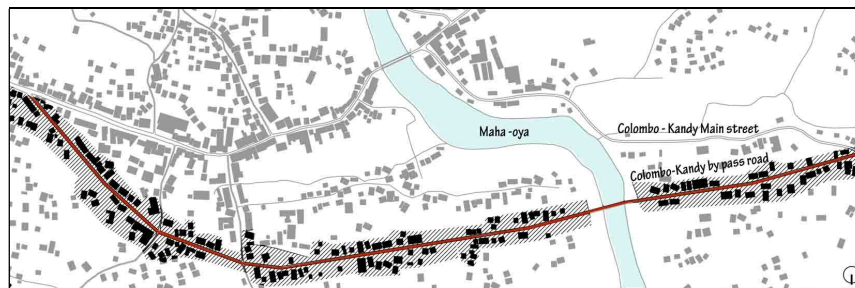 Maha -oya
Colombo - Kandy Main street
Colombo-Kandy by pass road